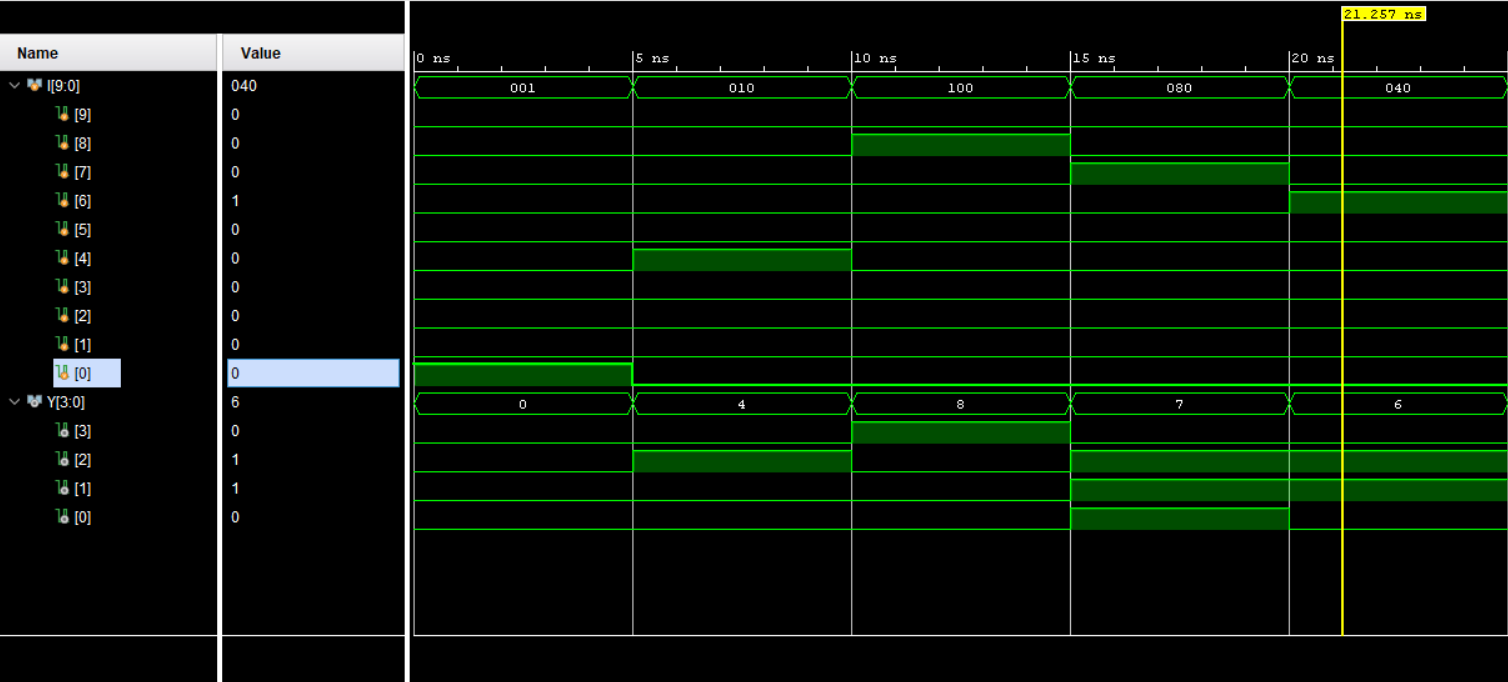 21.257 ns
Name Value
0 ns 5 ns 10 ns 15 ns 20 ns
I[9:0] 040 001 010 100 080 040
[9] 0
[8] 0
[7] 0
[6] 1
[5] 0
[4] 0
[3] 0
[2] 0
[1] 0
[0] 0
Y[3:0] 6 0 4 8 7 6
[3] 0
[2] 1
[1] 1
[0] 0